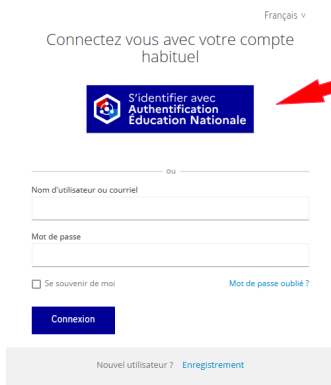 Français v
Connectez vous avec votre compte
habituel
S'identifier avec
Authentification
Éducation Nationale
ou
Nom d'utilisateur ou courriel
Mot de passe
Se souvenir de moi
Mot de passe oublié ?
Connexion
Nouvel utilisateur ? Enregistrement